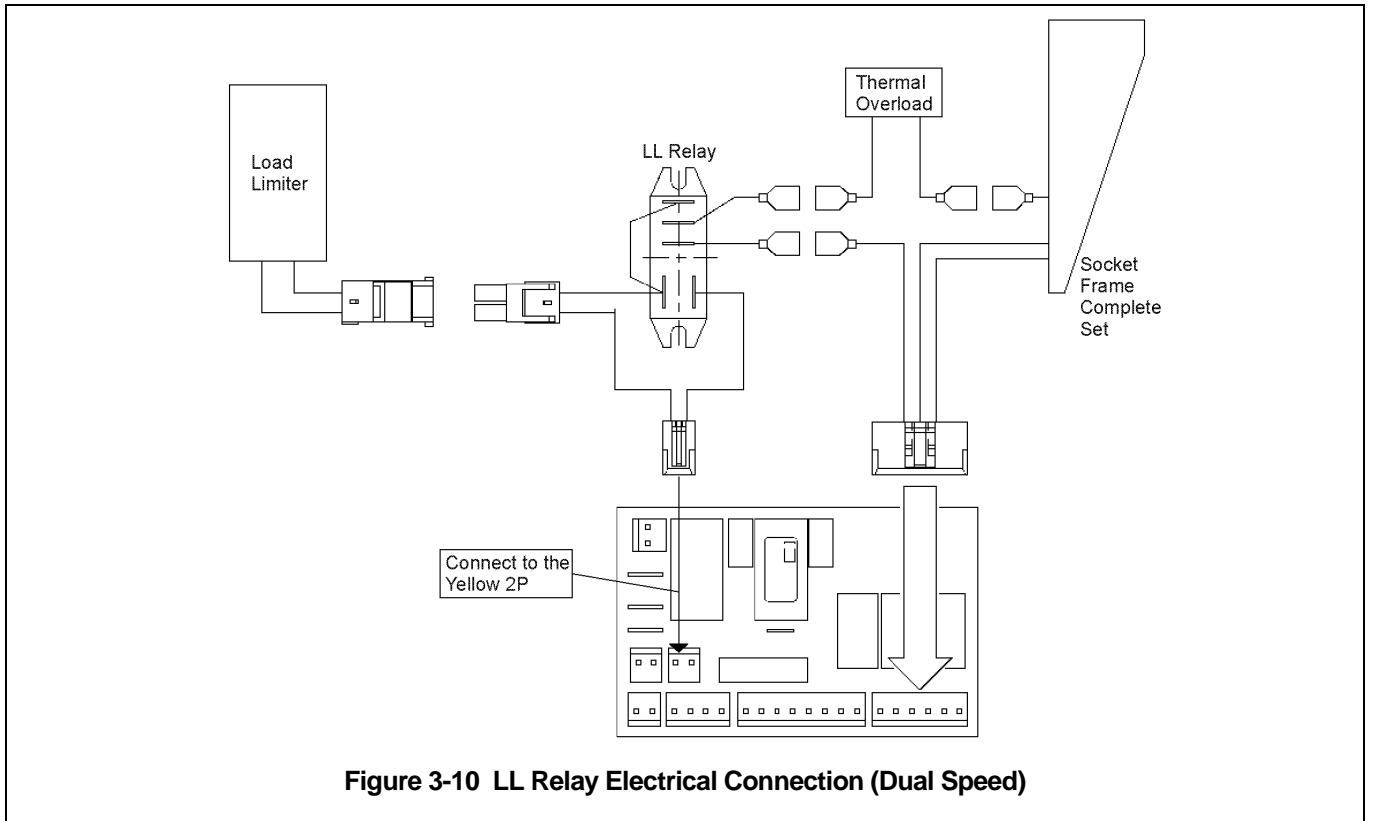 Thermal
Overload
LL Relay
Load
Limiter
Socket
Frame
Complete
Set
Connect to the
Yellow 2P
Figure 3-10 LL Relay Electrical Connection (Dual Speed)